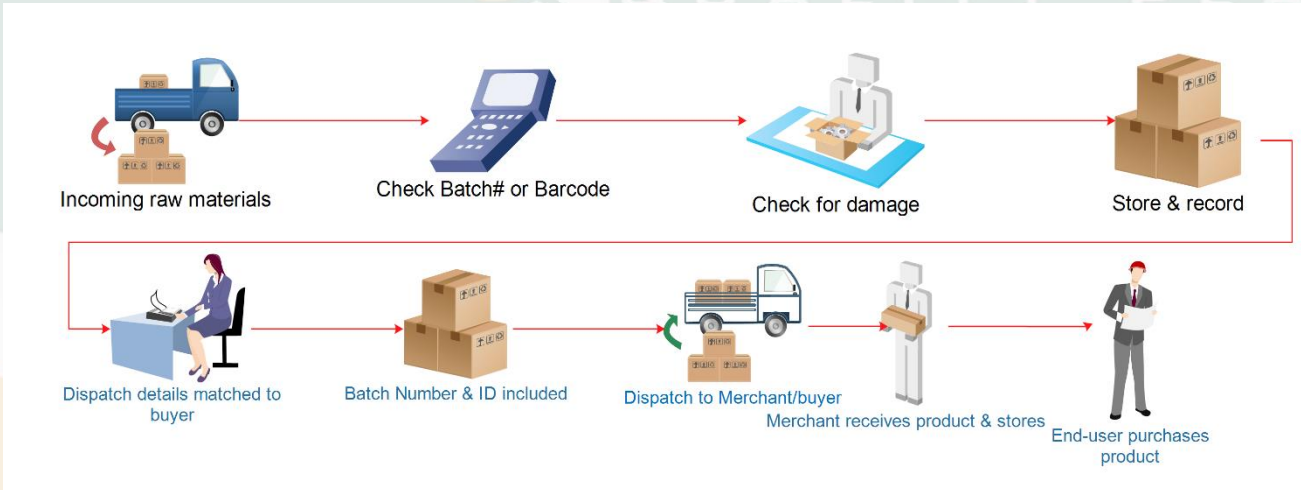 Incoming raw materials
Check Batch# or Barcode
Check for damage
Store & record
Dispatch details matched to
buyer
Batch Number & ID included
Dispatch to Merchant/buyer
Merchant receives product & stores
End-user purchases
product